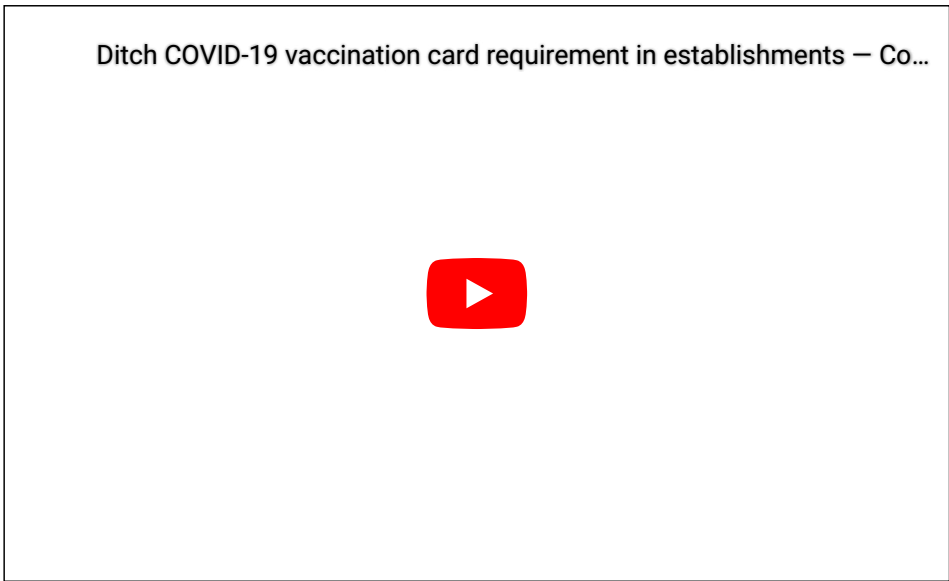 Ditch COVID-19 vaccination card requirement in establishments — Co…